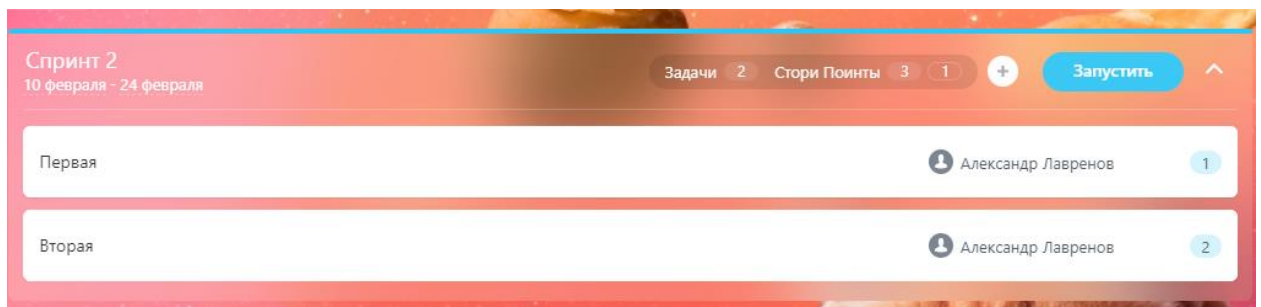 Спринт 2
10 февраля - 24 февраля
Задачи 2 Стори Поинты 3 1
+
Запустить
Первая
Александр Лавренов
1
Вторая
Александр Лавренов
2